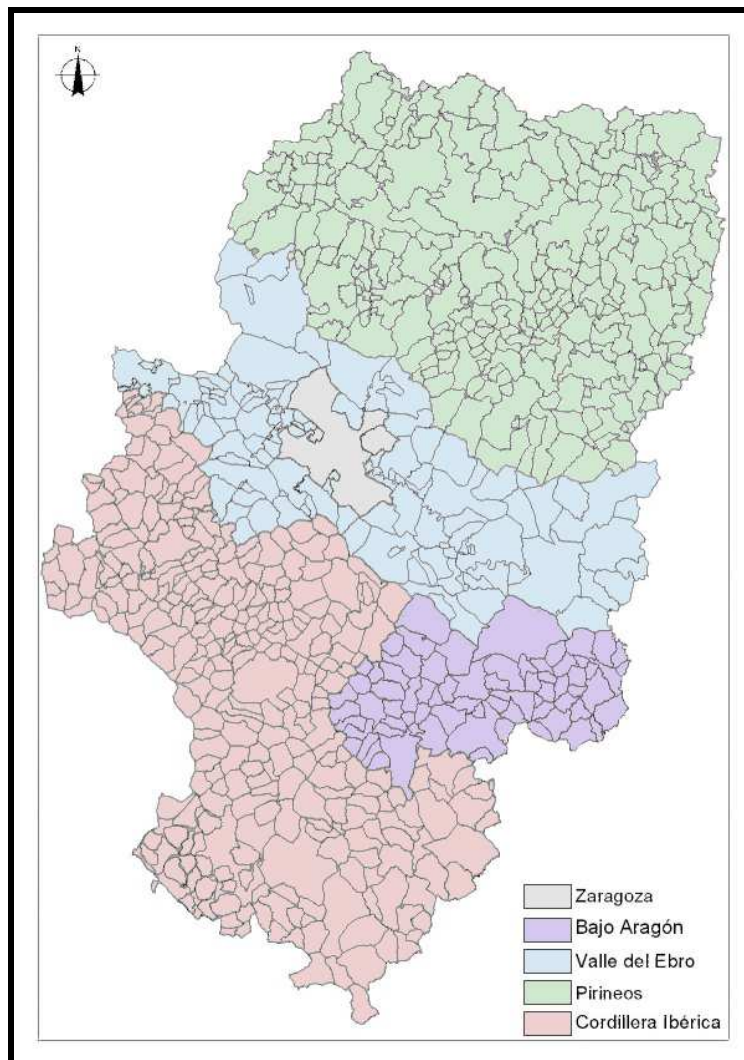 N
Zaragoza
Bajo Aragón
Valle del Ebro
Pirineos
Cordillera Ibérica